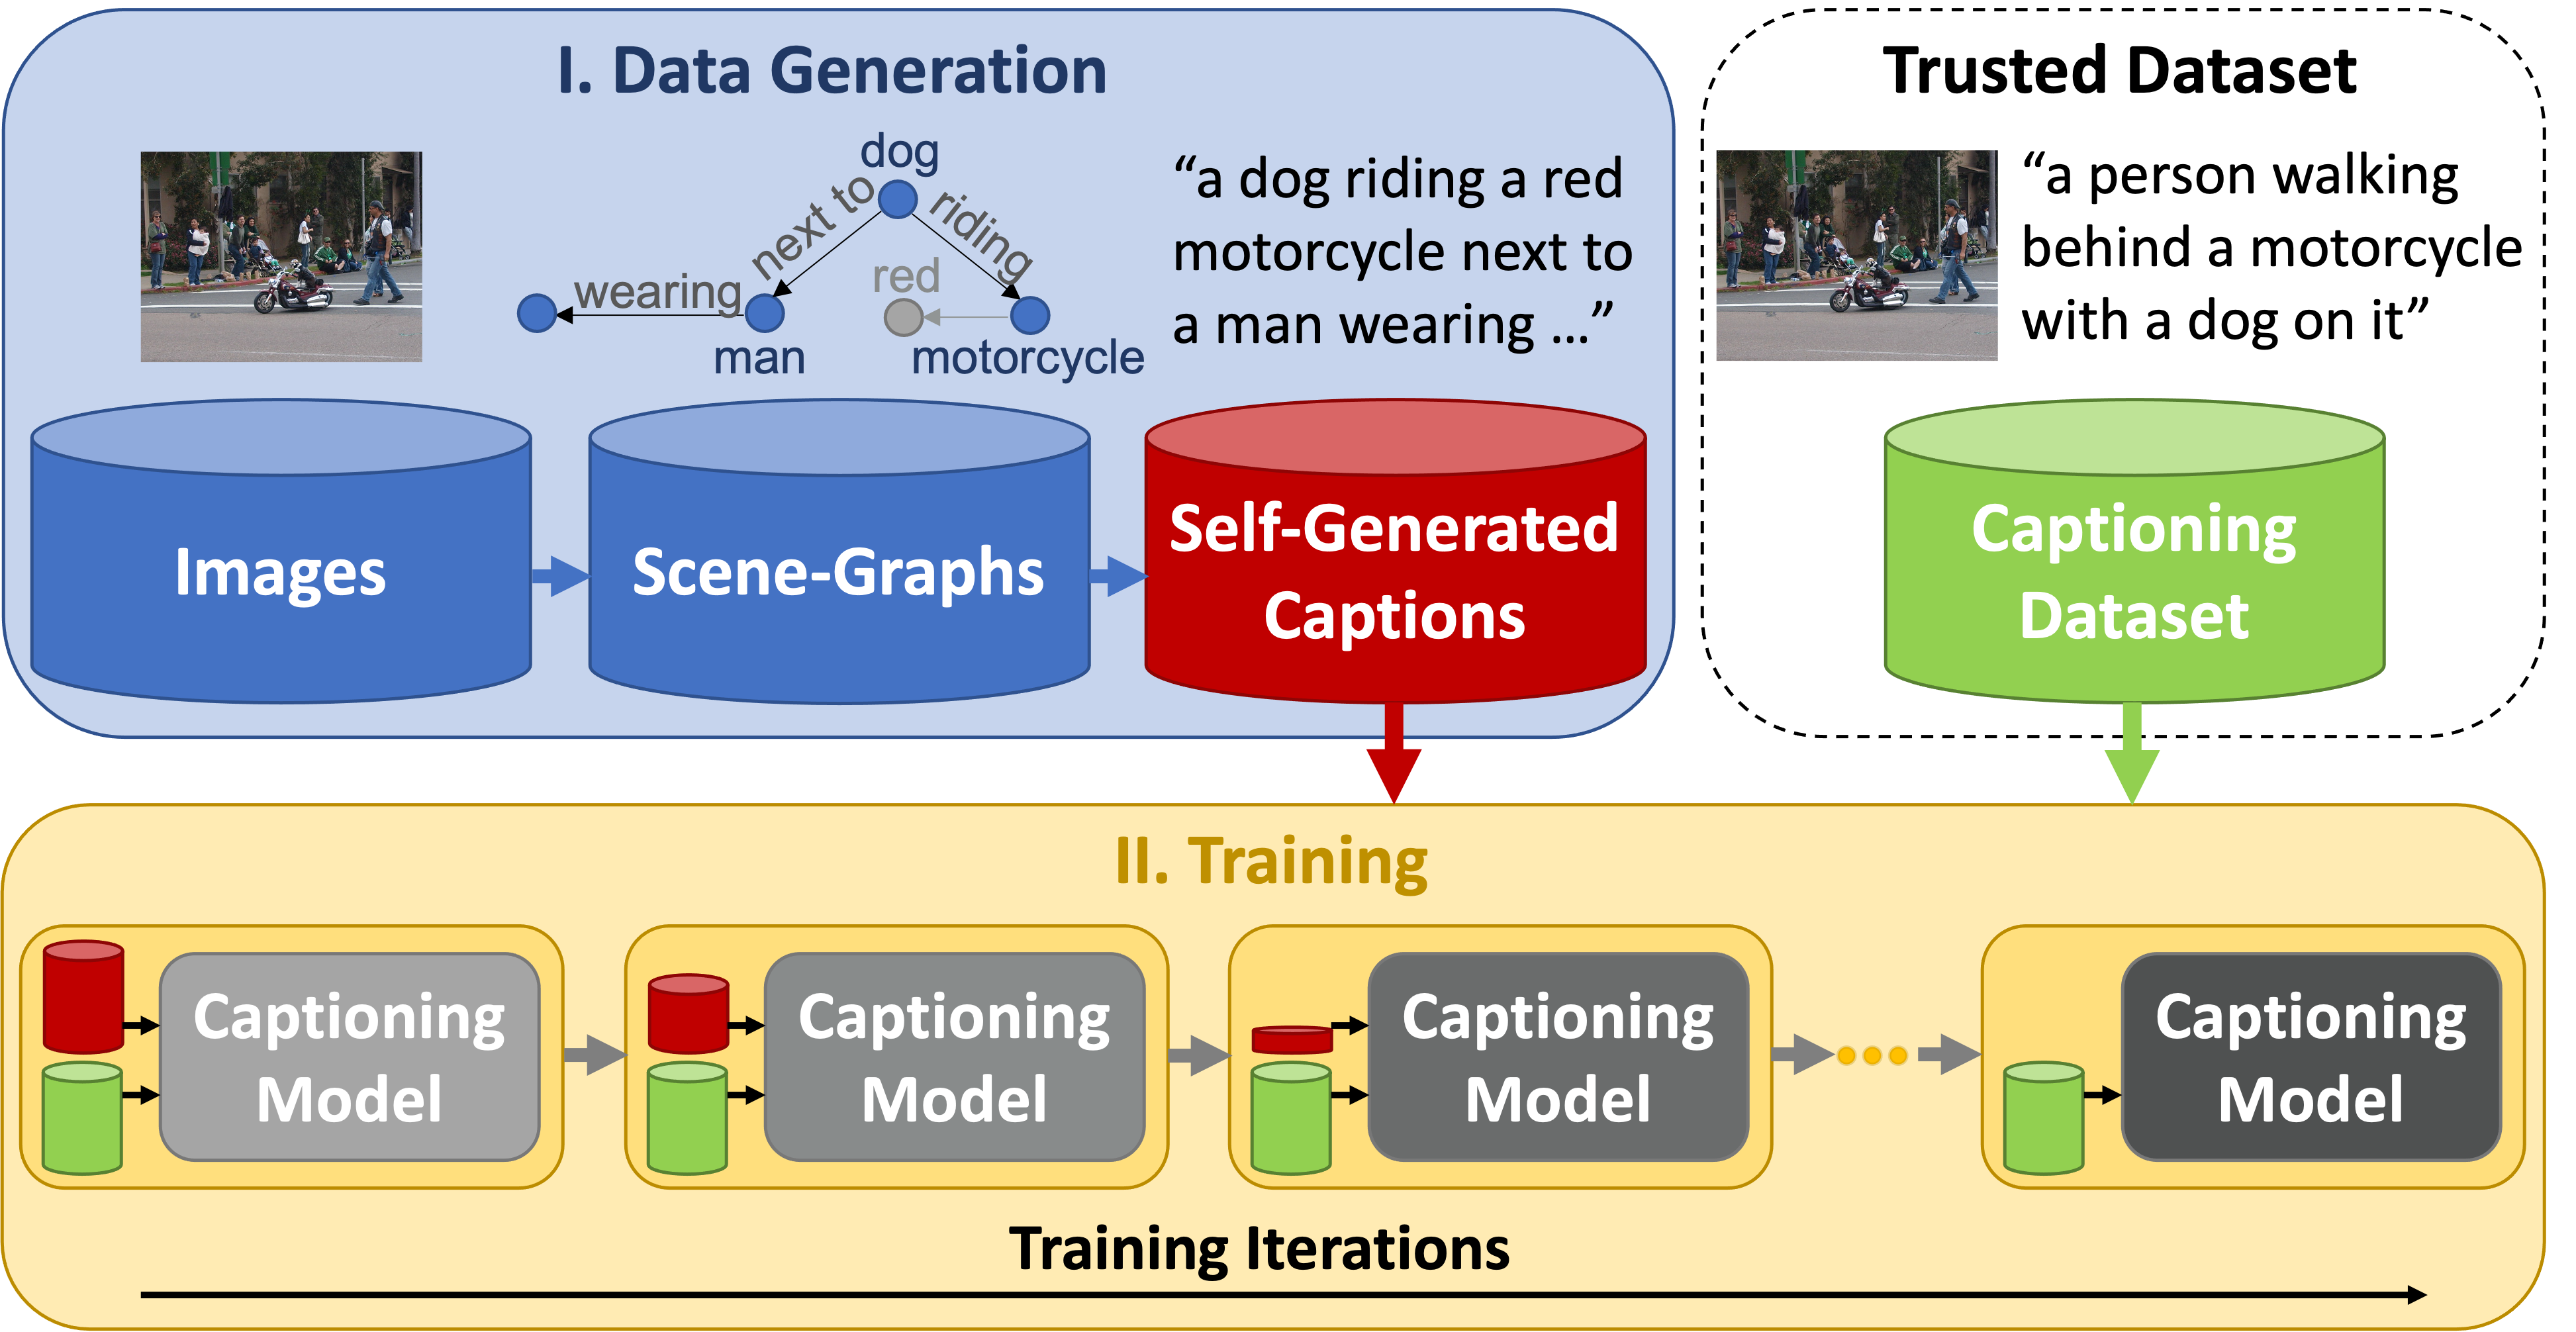 I. Data Generation
dog
next to
riding
red
wearing
man
motorcycle
“a dog riding a red
motorcycle next to
a man wearing ...”
Images
Scene-Graphs
Self-Generated
Captions
Trusted Dataset
“a person walking
behind a motorcycle
with a dog on it”
Captioning
Dataset
II. Training
Captioning
Model
Captioning
Model
Captioning
Model
Captioning
Model
Training Iterations